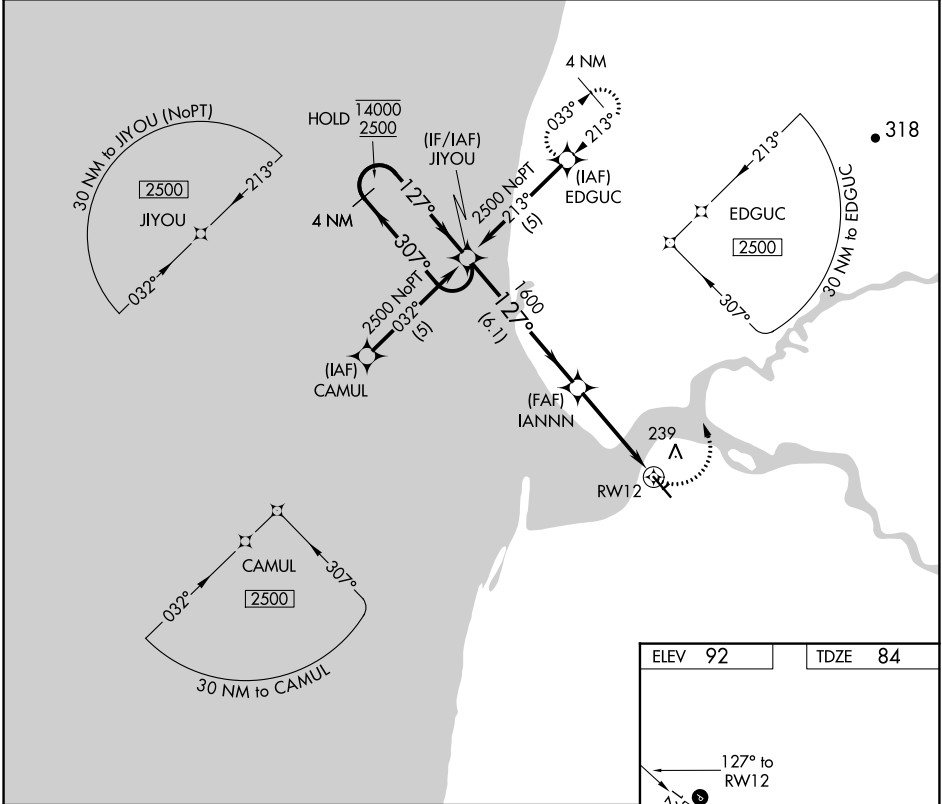 30 NM to JIYOU (NoPT)
213°
2500
JIYOU
032°
HOLD
14000
2500
(IF/IAF)
JIYOU
4 NM
127°
307°
4 NM
033°
213°
(IAF)
EDGUC
2500 NoPT
213°
(5)
2500 NoPT
032°
(5)
(IAF)
CAMUL
1600
127°
(6.1)
(FAF)
IANNN
239
RW12
318
213°
EDGUC
2500
307°
30 NM to EDGUC
CAMUL
2500
032°
307°
30 NM to CAMUL
ELEV 92
TDZE 84
127° to
RW12
P